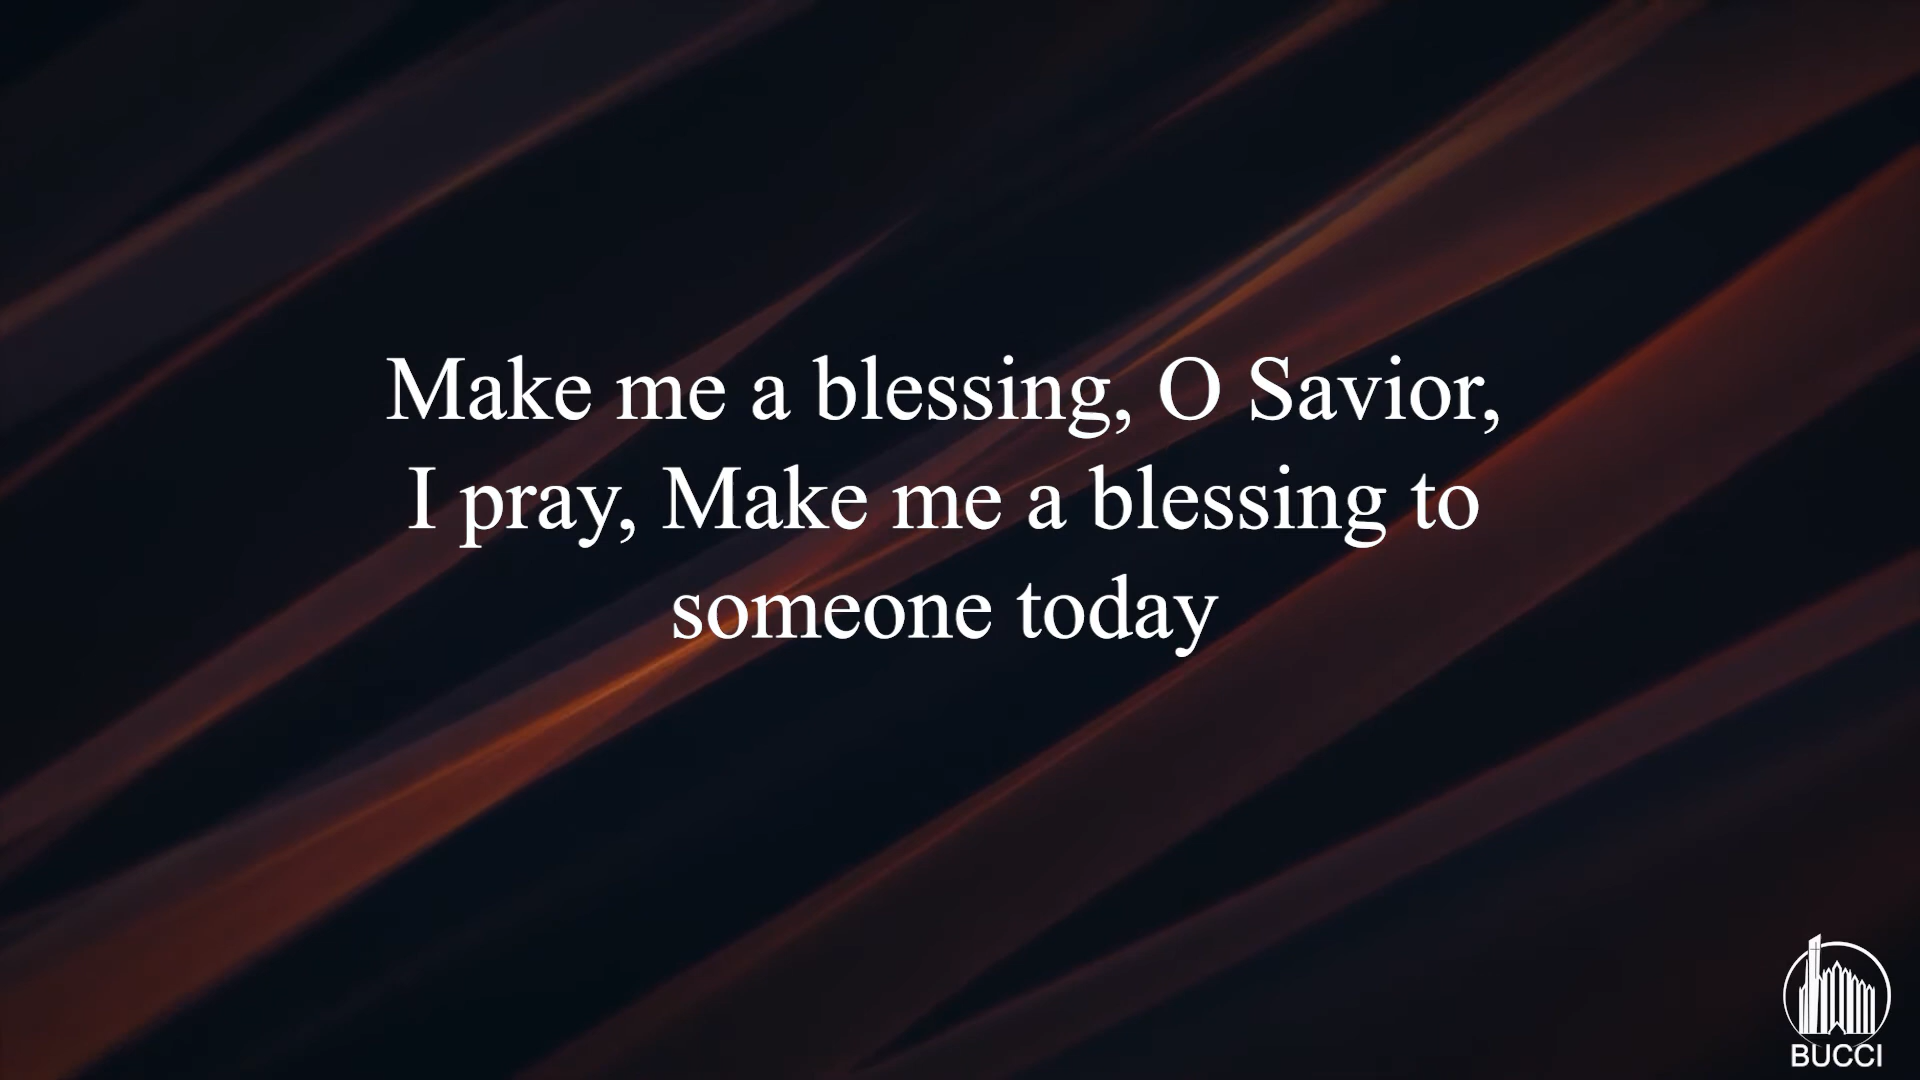 Make me a blessing, O Savior,
I pray, Make me a blessing to
someone today
BUCCI